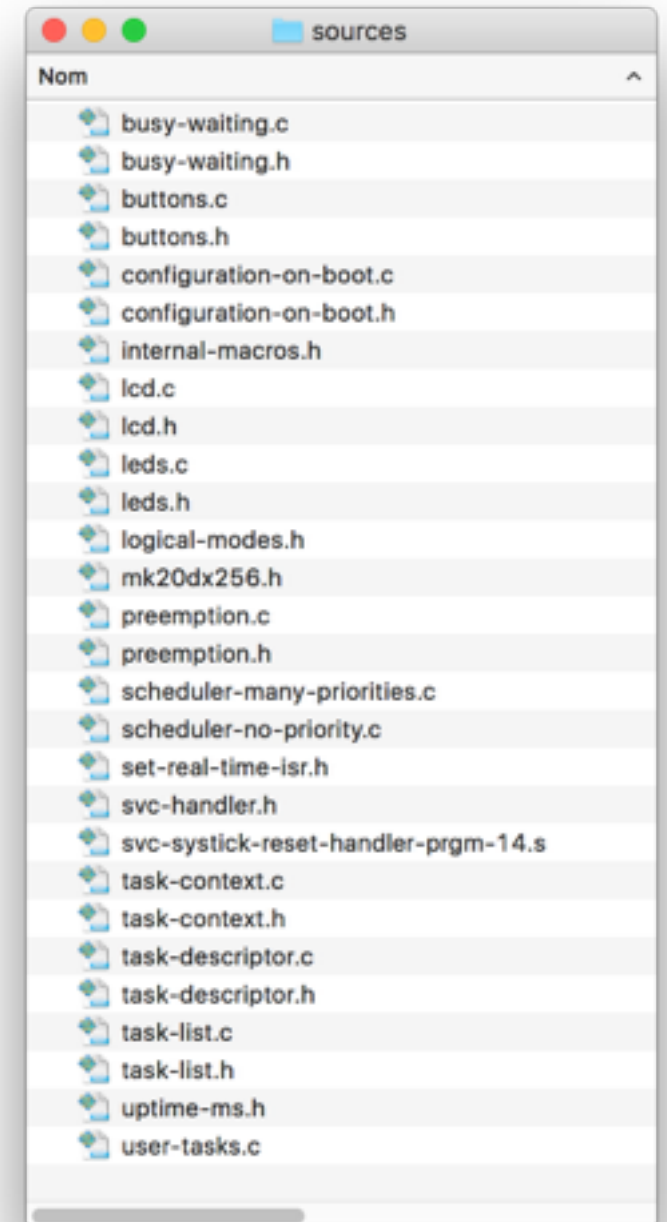 sources
Nom
busy-waiting.c
busy-waiting.h
buttons.c
buttons.h
configuration-on-boot.c
configuration-on-boot.h
internal-macros.h
lcd.c
lcd.h
leds.c
leds.h
logical-modes.h
mk20dx256.h
preemption.c
preemption.h
scheduler-many-priorities.c
scheduler-no-priority.c
set-real-time-isr.h
svc-handler.h
svc-systick-reset-handler-prgm-14.s
task-context.c
task-context.h
task-descriptor.c
task-descriptor.h
task-list.c
task-list.h
uptime-ms.h
user-tasks.c